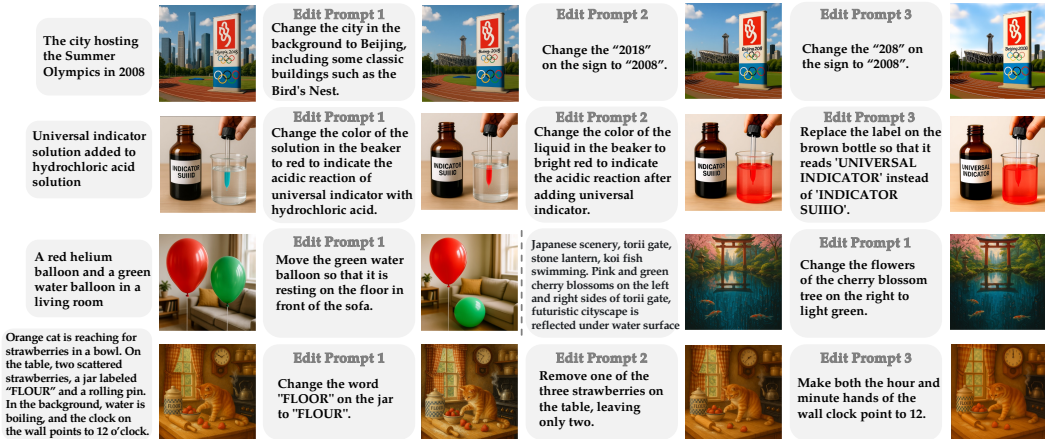 The city hosting
the Summer
Olympics in 2008
Edit Prompt 1
Change the city in the
background to Beijing,
including some classic
buildings such as the
Bird's Nest.
Edit Prompt 2
Change the “2018”
on the sign to “2008”.
Edit Prompt 3
Change the “208” on
the sign to “2008”.
Universal indicator
solution added to
hydrochloric acid
solution
INDICATOR
SUIIIO
Edit Prompt 1
Change the color of the
solution in the beaker
to red to indicate the
acidic reaction of
universal indicator with
hydrochloric acid.
INDICATOR
SUIIIO
Edit Prompt 2
Change the color of the
liquid in the beaker to
bright red to indicate
the acidic reaction after
adding universal
indicator.
INDICATOR
SUIIIO
Edit Prompt 3
Replace the label on the
brown bottle so that it
reads 'UNIVERSAL
INDICATOR' instead
of 'INDICATOR
SUIIIO'.
UNIVERSAL
INDICATOR
A red helium
balloon and a green
water balloon in a
living room
Edit Prompt 1
Move the green water
balloon so that it is
resting on the floor in
front of the sofa.
Japanese scenery, torii gate,
stone lantern, koi fish
swimming. Pink and green
cherry blossoms on the left
and right sides of torii gate,
futuristic cityscape is
reflected under water surface
Edit Prompt 1
Change the flowers
of the cherry blossom
tree on the right to
light green.
Orange cat is reaching for
strawberries in a bowl. On
the table, two scattered
strawberries, a jar labeled
“FLOUR” and a rolling pin.
In the background, water is
boiling, and the clock on
the wall points to 12 o’clock.
Edit Prompt 1
Change the word
"FLOOR" on the jar
to "FLOUR".
Edit Prompt 2
Remove one of the
three strawberries on
the table, leaving
only two.
Edit Prompt 3
Make both the hour and
minute hands of the
wall clock point to 12.